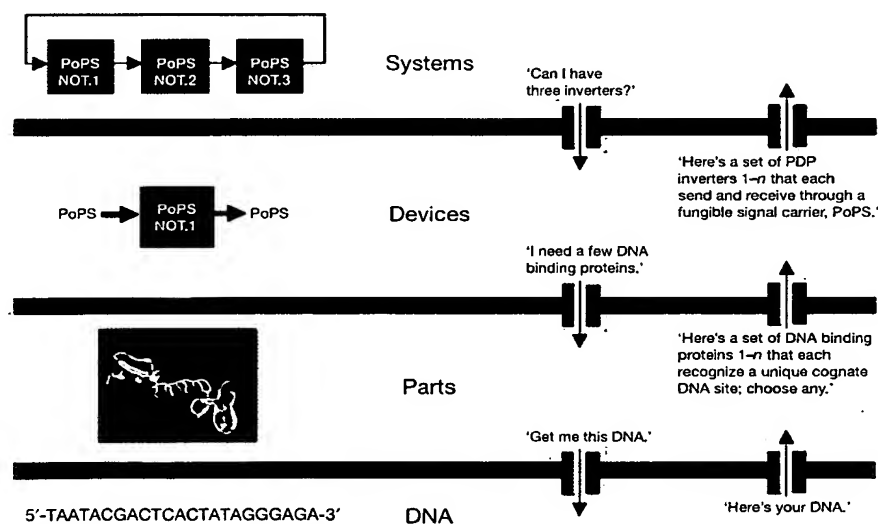 PoPS
NOT.1
PoPS
NOT.2
PoPS
NOT.3
Systems
'Can I have
three inverters?'
'Here's a set of PDP
inverters 1–n that each
send and receive through a
fungible signal carrier, PoPS.'
PoPS
PoPS
NOT.1
PoPS
Devices
'I need a few DNA
binding proteins.'
'Here's a set of DNA binding
proteins 1–n that each
recognize a unique cognate
DNA site; choose any.'
Parts
'Get me this DNA.'
'Here's your DNA.'
5′-TAATACGACTCACTATAGGGAGA-3′
DNA